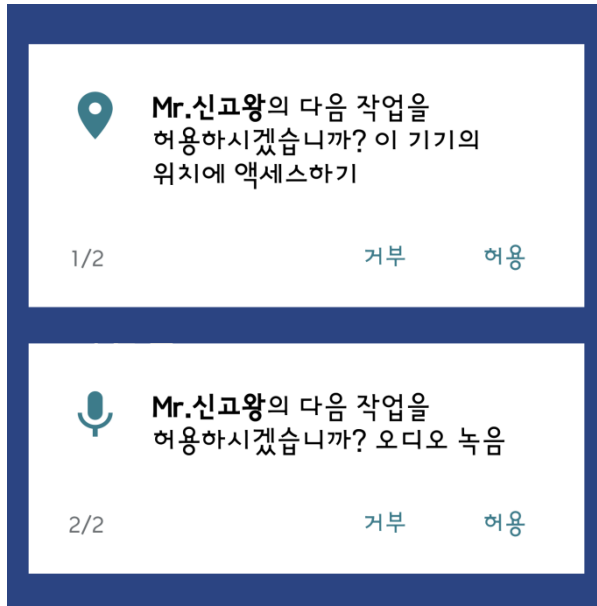 Mr.신고왕의 다음 작업을
허용하시겠습니까? 이 기기의
위치에 액세스하기
1/2 거부 허용
Mr.신고왕의 다음 작업을
허용하시겠습니까? 오디오 녹음
2/2 거부 허용